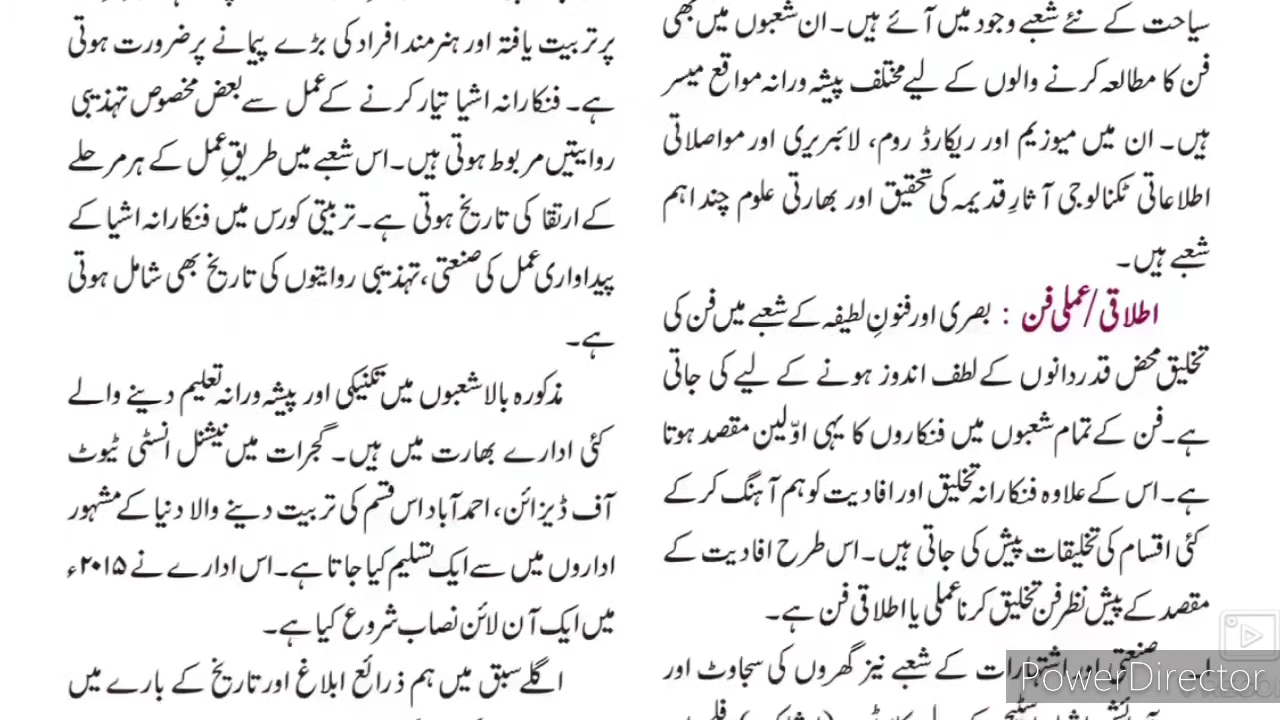 سیاحت کے نئے شعبے وجود میں آئے ہیں۔ ان شعبوں میں بھی
فن کا مطالعہ کرنے والوں کے لیے مختلف پیشہ ورانہ مواقع میسر
ہیں۔ ان میں میوزیم اور ریکارڈ روم، لائبریری اور مواصلاتی
اطلاعاتی ٹکنالوجی آثارِ قدیمہ کی تحقیق اور بھارتی علوم چند اہم
شعبے ہیں۔
اطلاقی/عملی فن : بصری اور فنونِ لطیفہ کے شعبے میں فن کی
تخلیق محض قدردانوں کے لطف اندوز ہونے کے لیے کی جاتی
ہے۔ فن کے تمام شعبوں میں فنکاروں کا یہی اوّلین مقصد ہوتا
ہے۔ اس کے علاوہ فنکارانہ تخلیق اور افادیت کو ہم آہنگ کر کے
کئی اقسام کی تخلیقات پیش کی جاتی ہیں۔ اس طرح افادیت کے
مقصد کے پیش نظر فن تخلیق کرنا عملی یا اطلاقی فن ہے۔
صنعتی اور اشتہارات کے شعبے نیز گھروں کی سجاوٹ اور
پر تربیت یافتہ اور ہنرمند افراد کی بڑے پیمانے پر ضرورت ہوتی
ہے۔ فنکارانہ اشیا تیار کرنے کے عمل سے بعض مخصوص تہذیبی
روایتیں مربوط ہوتی ہیں۔ اس شعبے میں طریقِ عمل کے ہر مرحلے
کے ارتقا کی تاریخ ہوتی ہے۔ تربیتی کورس میں فنکارانہ اشیا کے
پیداواری عمل کی صنعتی، تہذیبی روایتوں کی تاریخ بھی شامل ہوتی
ہے۔
مذکورہ بالا شعبوں میں تکنیکی اور پیشہ ورانہ تعلیم دینے والے
کئی ادارے بھارت میں ہیں۔ گجرات میں نیشنل انسٹی ٹیوٹ
آف ڈیزائن، احمدآباد اس قسم کی تربیت دینے والا دنیا کے مشہور
اداروں میں سے ایک تسلیم کیا جاتا ہے۔ اس ادارے نے ۲۰۱۵ء
میں ایک آن لائن نصاب شروع کیا ہے۔
اگلے سبق میں ہم ذرائع ابلاغ اور تاریخ کے بارے میں
PowerDirector